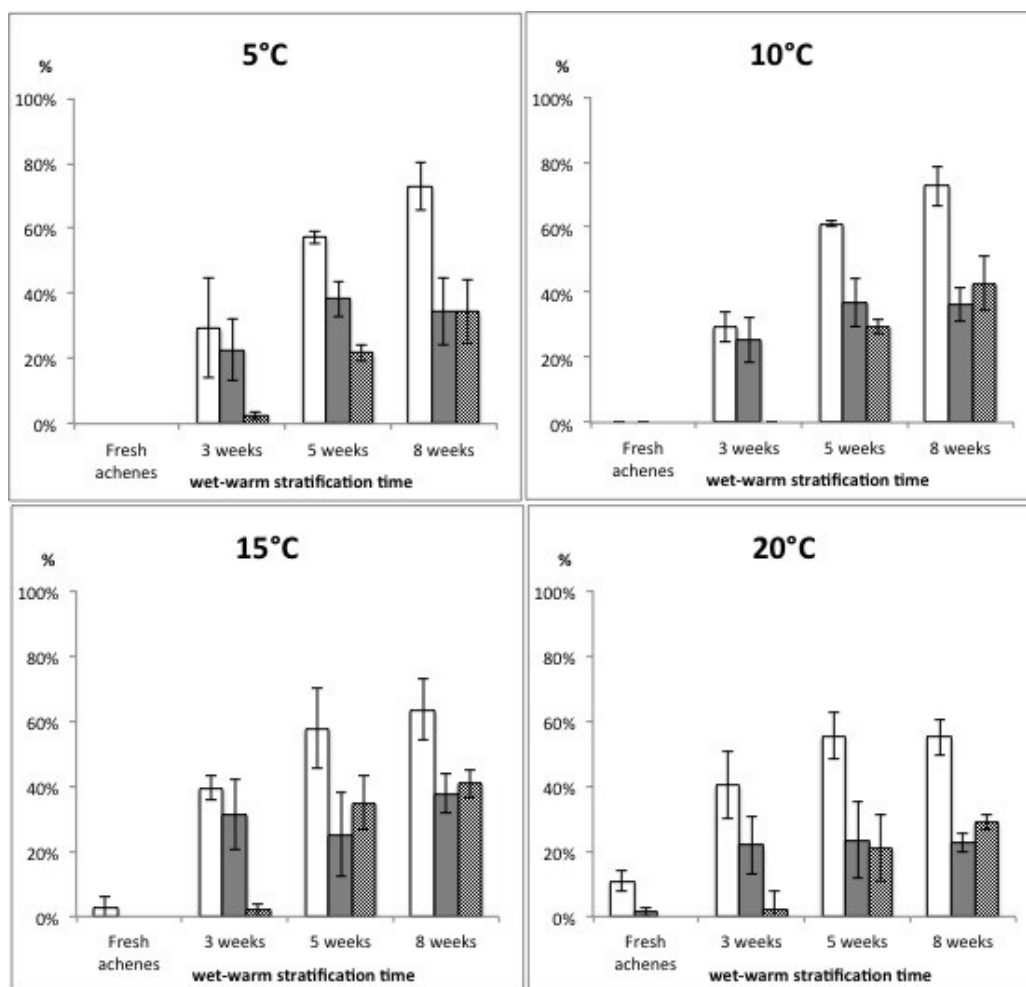 5°C
%
100%
80%
60%
40%
20%
0%
Fresh achenes
3 weeks
5 weeks
8 weeks
wet-warm stratification time
10°C
%
100%
80%
60%
40%
20%
0%
Fresh achenes
3 weeks
5 weeks
8 weeks
wet-warm stratification time
15°C
%
100%
80%
60%
40%
20%
0%
Fresh achenes
3 weeks
5 weeks
8 weeks
wet-warm stratification time
20°C
%
100%
80%
60%
40%
20%
0%
Fresh achenes
3 weeks
5 weeks
8 weeks
wet-warm stratification time